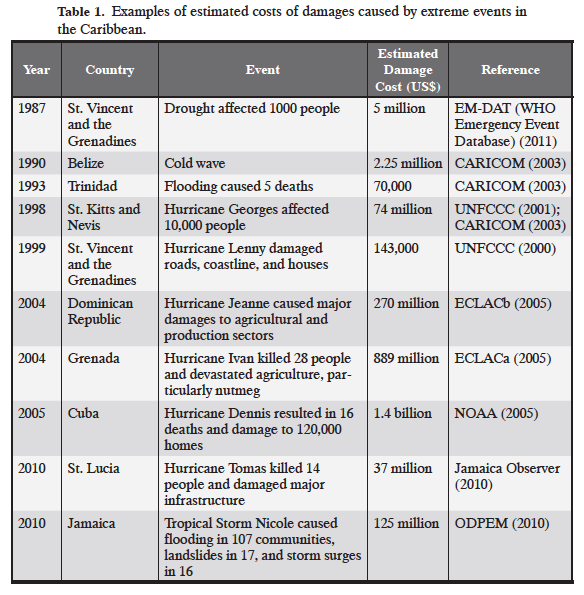 Table 1. Examples of estimated costs of damages caused by extreme events in
the Caribbean.
Year Country Event Estimated Damage Cost (US$) Reference
1987 St. Vincent and the Grenadines Drought affected 1000 people 5 million EM-DAT (WHO Emergency Event Database) (2011)
1990 Belize Cold wave 2.25 million CARICOM (2003)
1993 Trinidad Flooding caused 5 deaths 70,000 CARICOM (2003)
1998 St. Kitts and Nevis Hurricane Georges affected 10,000 people 74 million UNFCCC (2001); CARICOM (2003)
1999 St. Vincent and the Grenadines Hurricane Lenny damaged roads, coastline, and houses 143,000 UNFCCC (2000)
2004 Dominican Republic Hurricane Jeanne caused major damages to agricultural and production sectors 270 million ECLACb (2005)
2004 Grenada Hurricane Ivan killed 28 people and devastated agriculture, par-ticularly nutmeg 889 million ECLACa (2005)
2005 Cuba Hurricane Dennis resulted in 16 deaths and damage to 120,000 homes 1.4 billion NOAA (2005)
2010 St. Lucia Hurricane Tomas killed 14 people and damaged major infrastructure 37 million Jamaica Observer (2010)
2010 Jamaica Tropical Storm Nicole caused flooding in 107 communities, landslides in 17, and storm surges in 16 125 million ODPEM (2010)